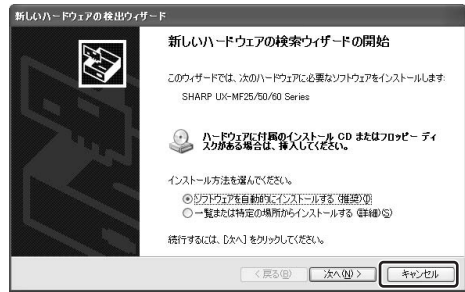 新しいハードウェアの検出ウィザード
新しいハードウェアの検索ウィザードの開始
このウィザードでは、次のハードウェアに必要なソフトウェアをインストールします:
SHARP UX-MF25/50/60 Series
ハードウェアに付属のインストール CD またはフロッピー ディ
スクがある場合は、挿入してください。
インストール方法を選んでください。
ソフトウェアを自動的にインストールする (推奨)(I)
一覧または特定の場所からインストールする (詳細)(S)
続行するには、[次へ] をクリックしてください。
< 戻る(B) 次へ(N) > キャンセル